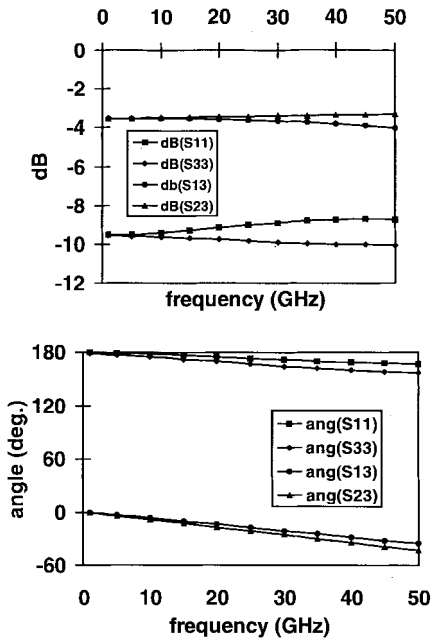 0 10 20 30 40 50
0
-2
-4
-6
-8
-10
-12
dB
dB(S11)
dB(S33)
db(S13)
dB(S23)
frequency (GHz)
180
120
60
0
-60
angle (deg.)
ang(S11)
ang(S33)
ang(S13)
ang(S23)
0 10 20 30 40 50
frequency (GHz)